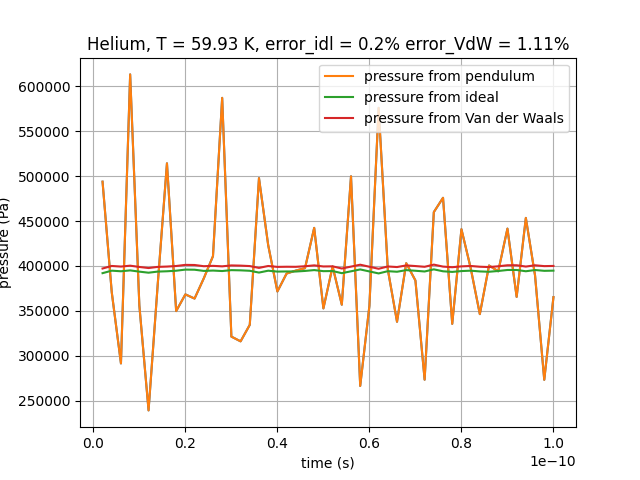 Helium, T = 59.93 K, error_idl = 0.2% error_VdW = 1.11%
pressure from pendulum
pressure from ideal
pressure from Van der Waals
pressure (Pa)
600000
550000
500000
450000
400000
350000
300000
250000
0.0
0.2
0.4
0.6
0.8
1.0
time (s)
1e−10